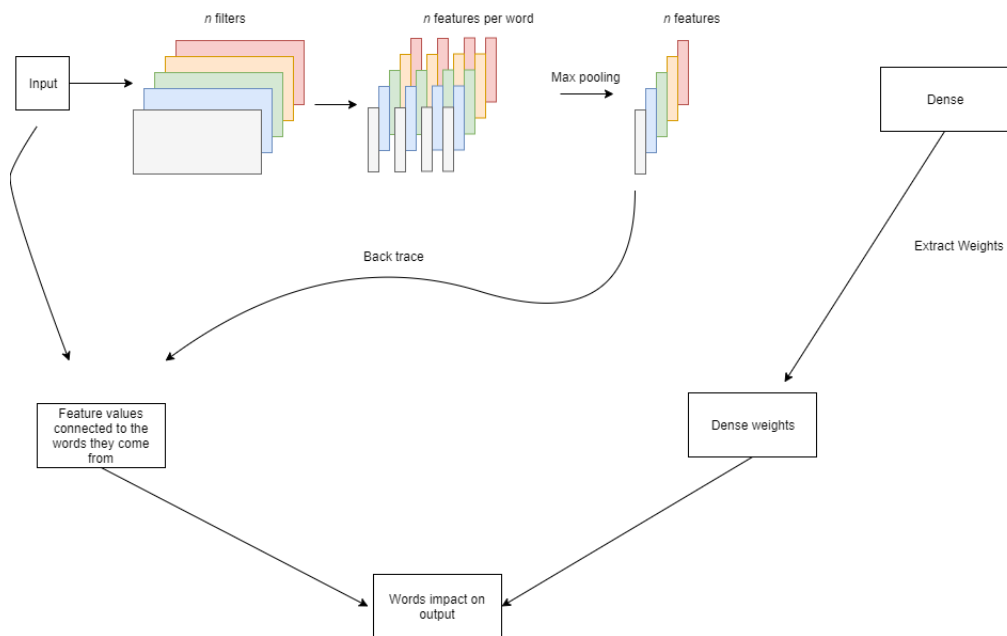 n filters
n features per word
n features
Input
Max pooling
Dense
Back trace
Extract Weights
Feature values
connected to the
words they come
from
Dense weights
Words impact on
output